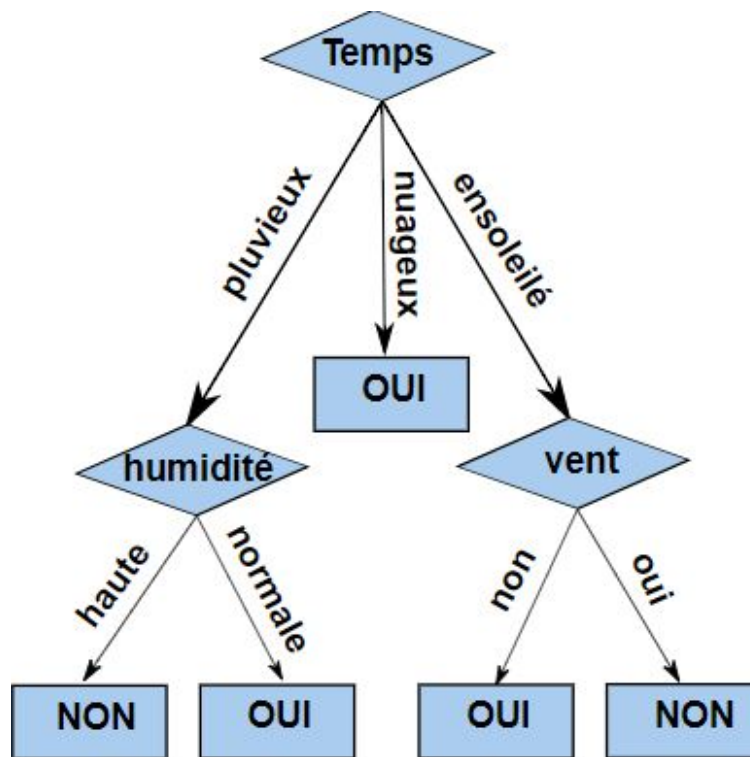 Temps
pluvieux
nuageux
ensoleilé
OUI
humidité
vent
haute
normale
non
oui
NON
OUI
OUI
NON